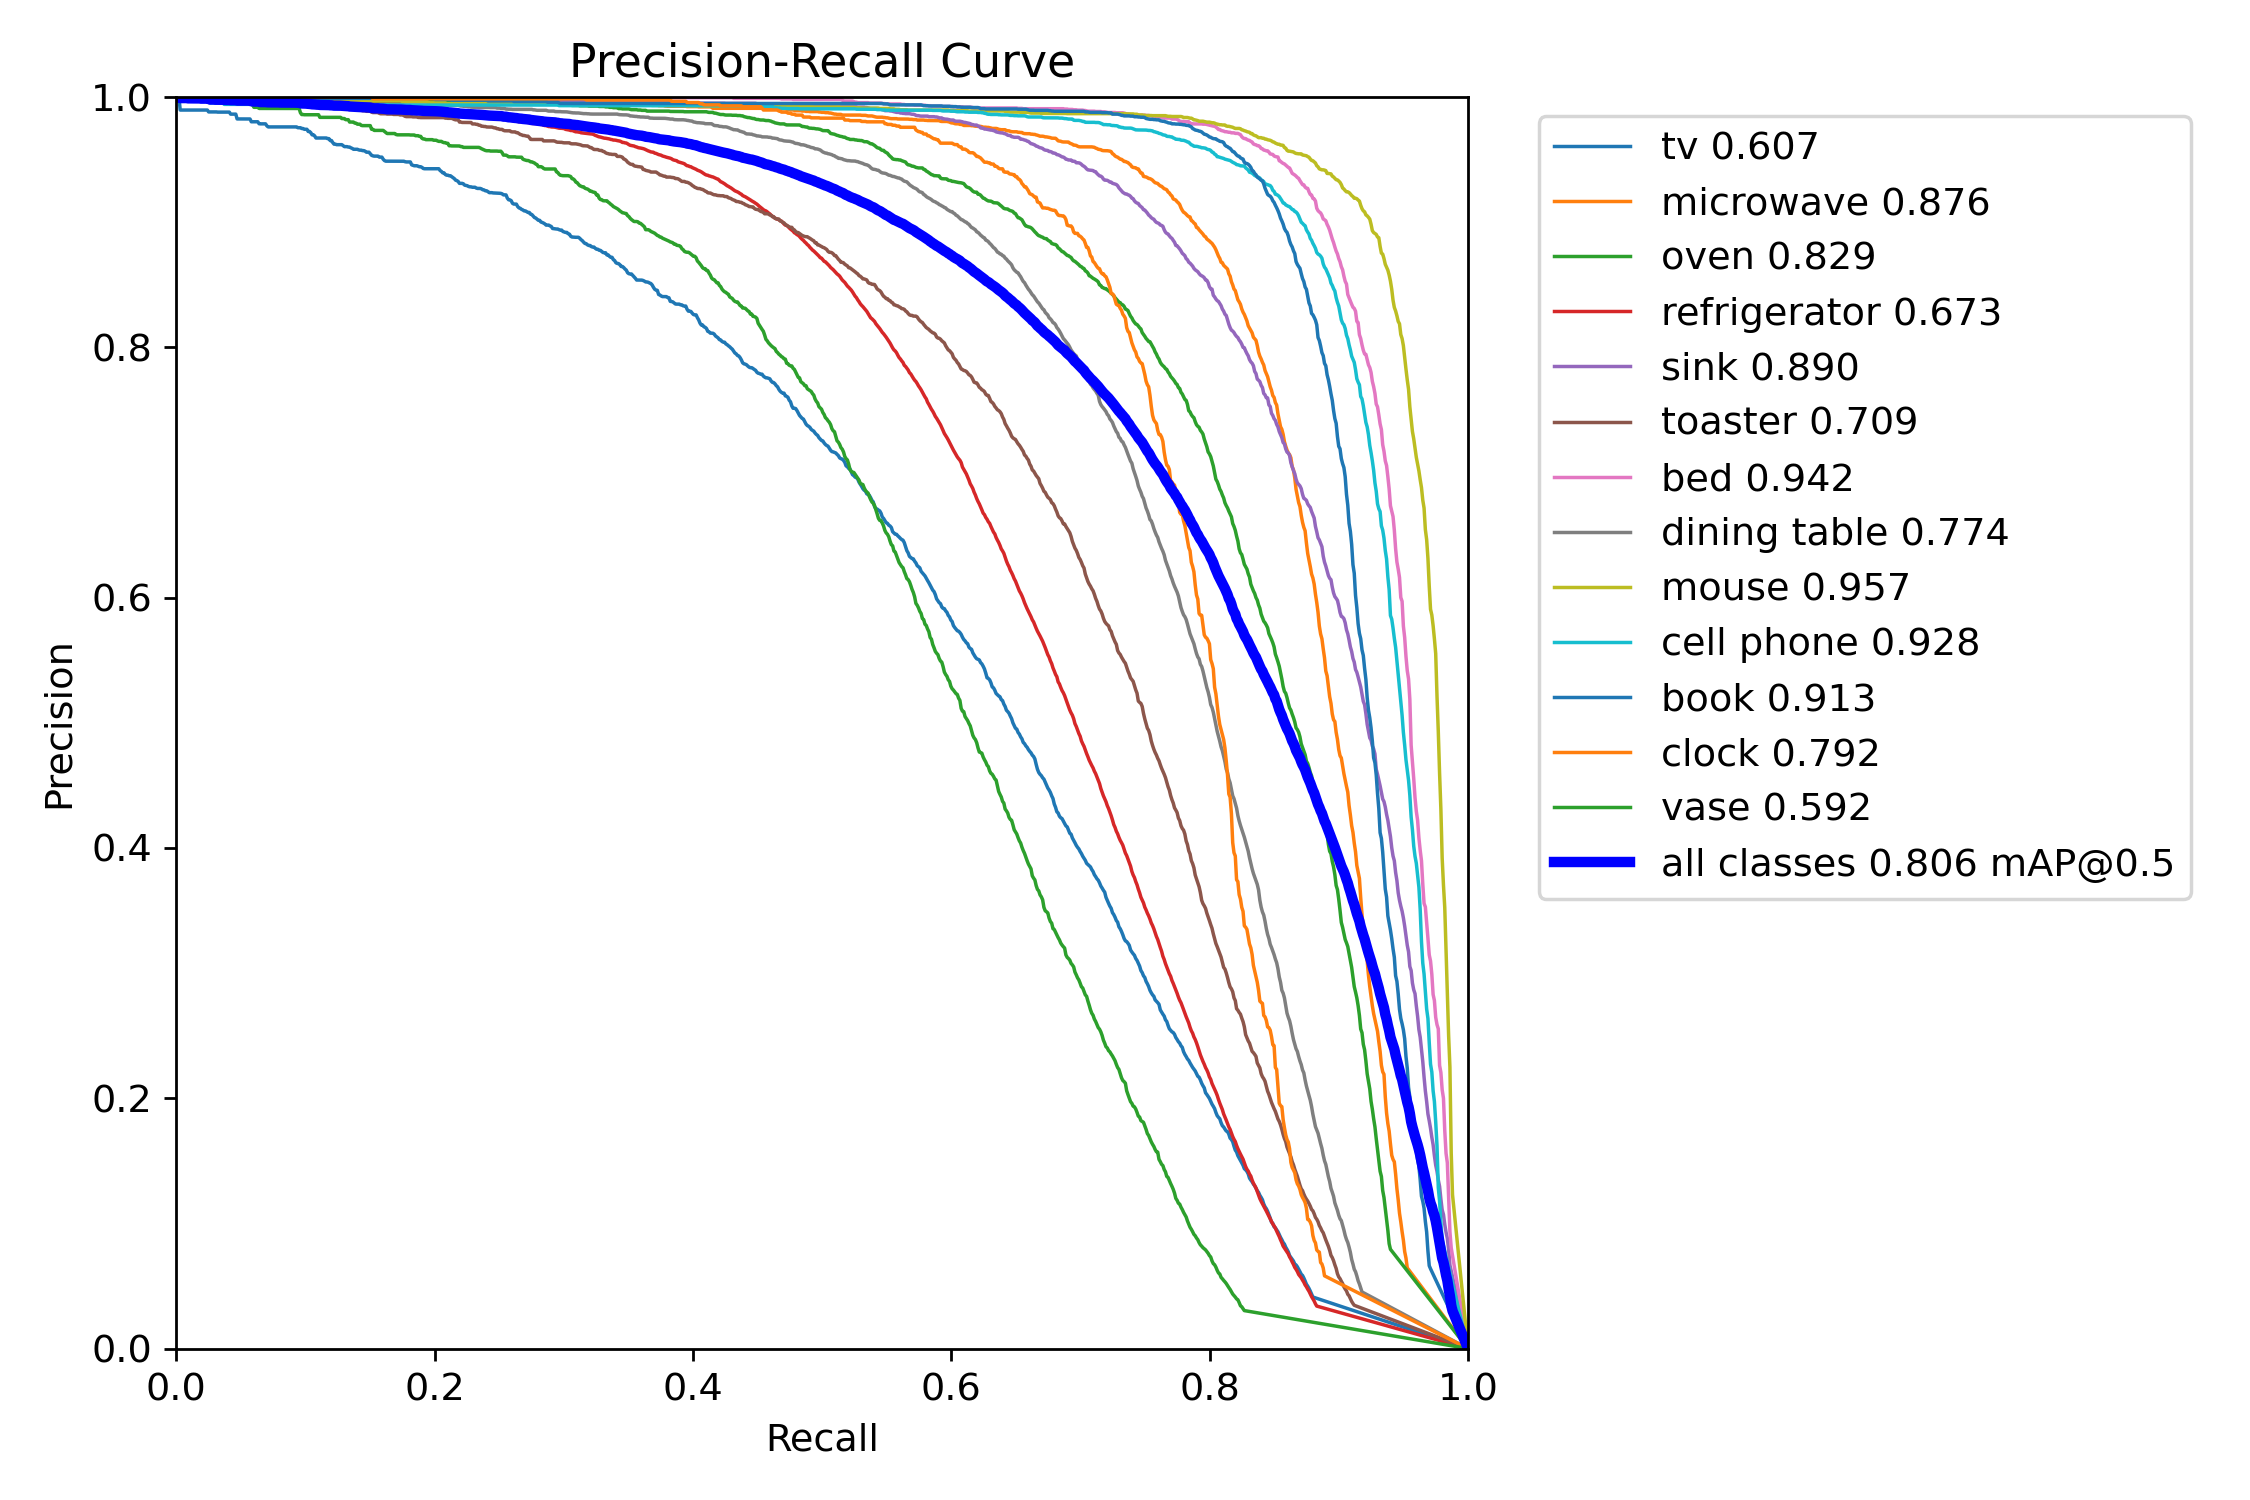 Precision-Recall Curve
1.0
0.8
0.6
0.4
0.2
0.0
Precision
0.0 0.2 0.4 0.6 0.8 1.0
Recall
tv 0.607
microwave 0.876
oven 0.829
refrigerator 0.673
sink 0.890
toaster 0.709
bed 0.942
dining table 0.774
mouse 0.957
cell phone 0.928
book 0.913
clock 0.792
vase 0.592
all classes 0.806 mAP@0.5